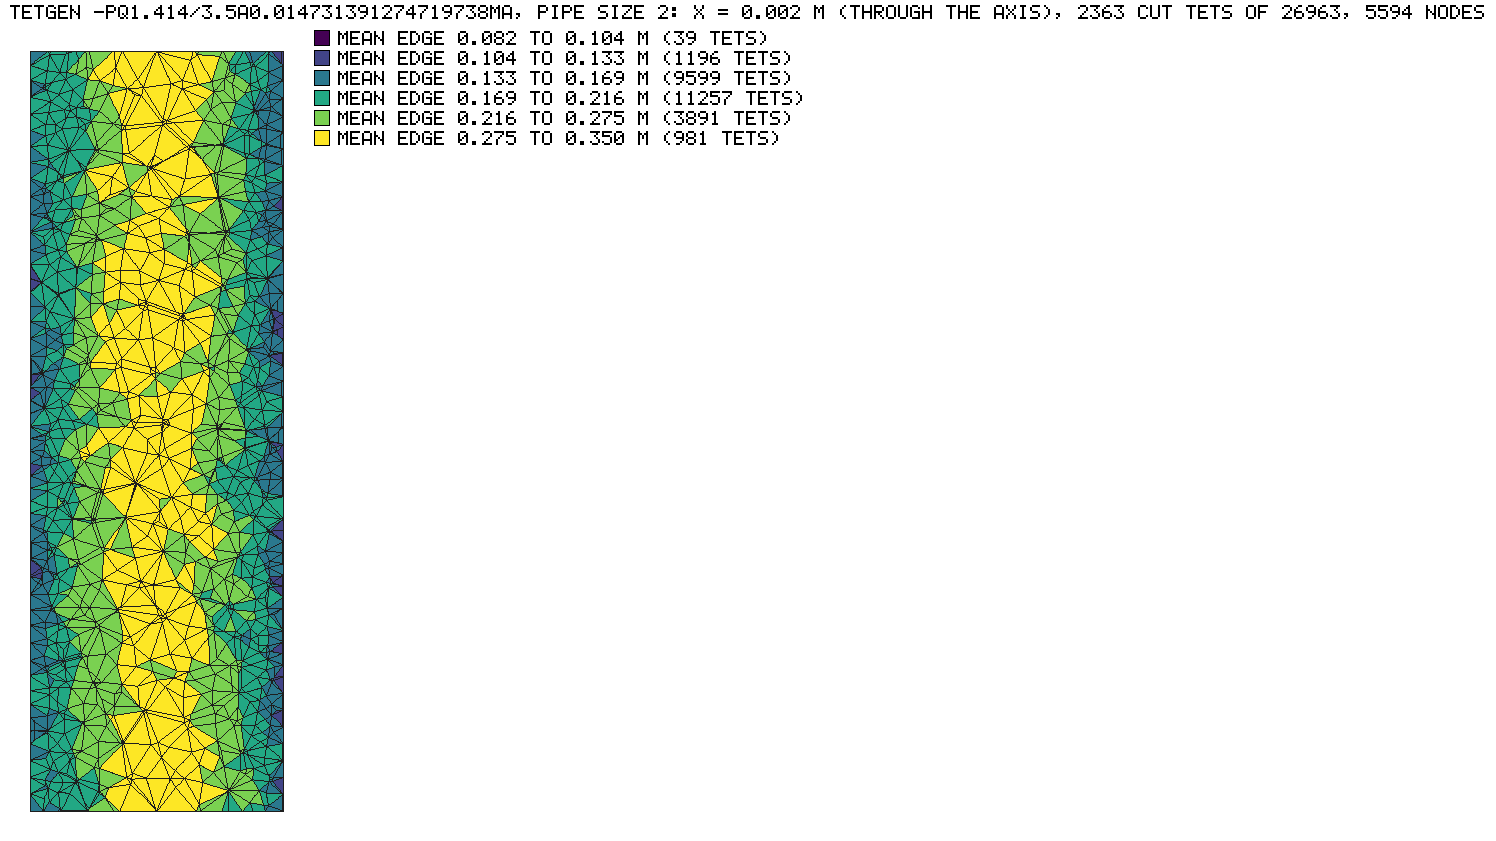 TETGEN -PQ1.414/3.5A0.014731391274719738MA, PIPE SIZE 2: X = 0.002 M (THROUGH THE AXIS), 2363 CUT TETS OF 26963, 5594 NODES
MEAN EDGE 0.082 TO 0.104 M (39 TETS)
MEAN EDGE 0.104 TO 0.133 M (1196 TETS)
MEAN EDGE 0.133 TO 0.169 M (9599 TETS)
MEAN EDGE 0.169 TO 0.216 M (11257 TETS)
MEAN EDGE 0.216 TO 0.275 M (3891 TETS)
MEAN EDGE 0.275 TO 0.350 M (981 TETS)